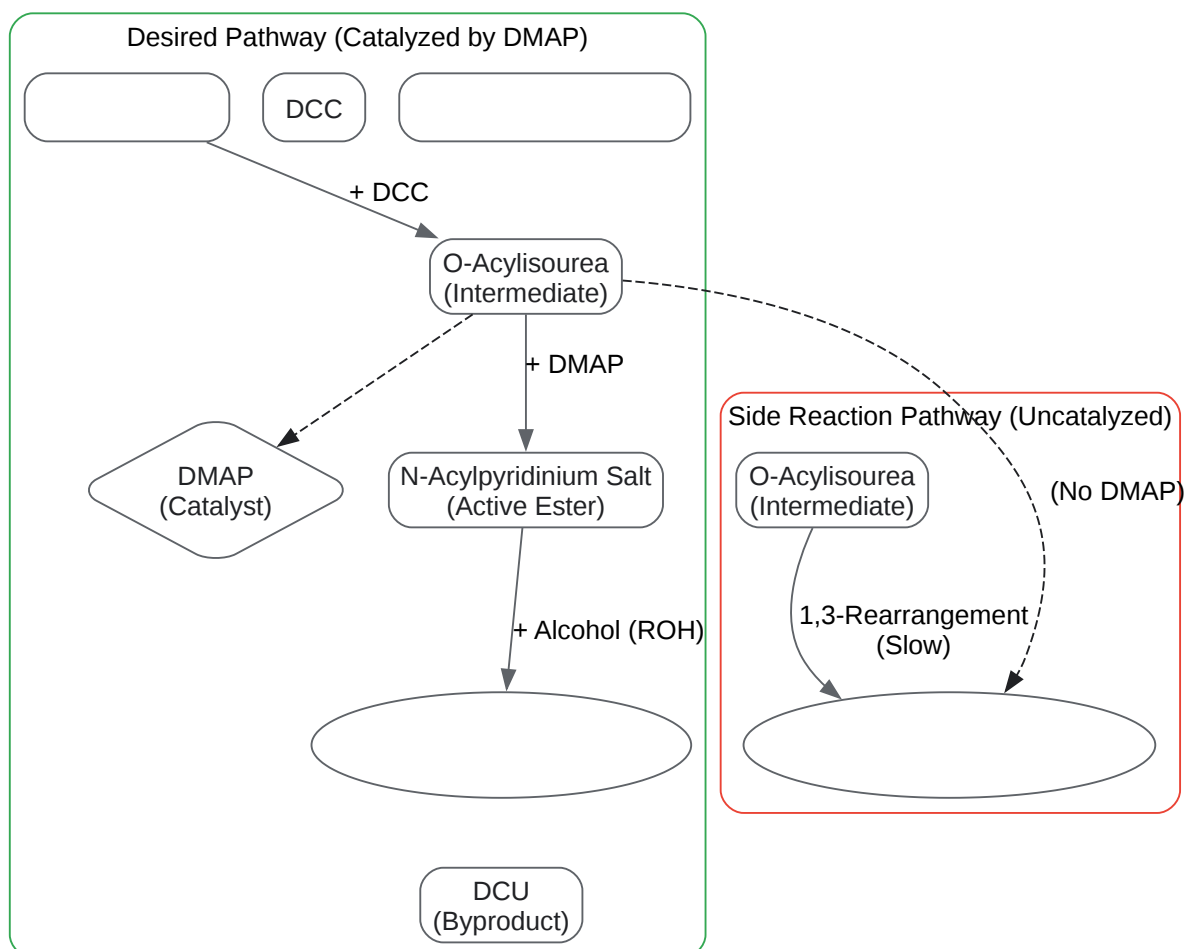 Desired Pathway (Catalyzed by DMAP)
DCC
+ DCC
O-Acylisourea
(Intermediate)
+ DMAP
DMAP
(Catalyst)
N-Acylpyridinium Salt
(Active Ester)
+ Alcohol (ROH)
DCU
(Byproduct)
Side Reaction Pathway (Uncatalyzed)
O-Acylisourea
(Intermediate)
(No DMAP)
1,3-Rearrangement
(Slow)